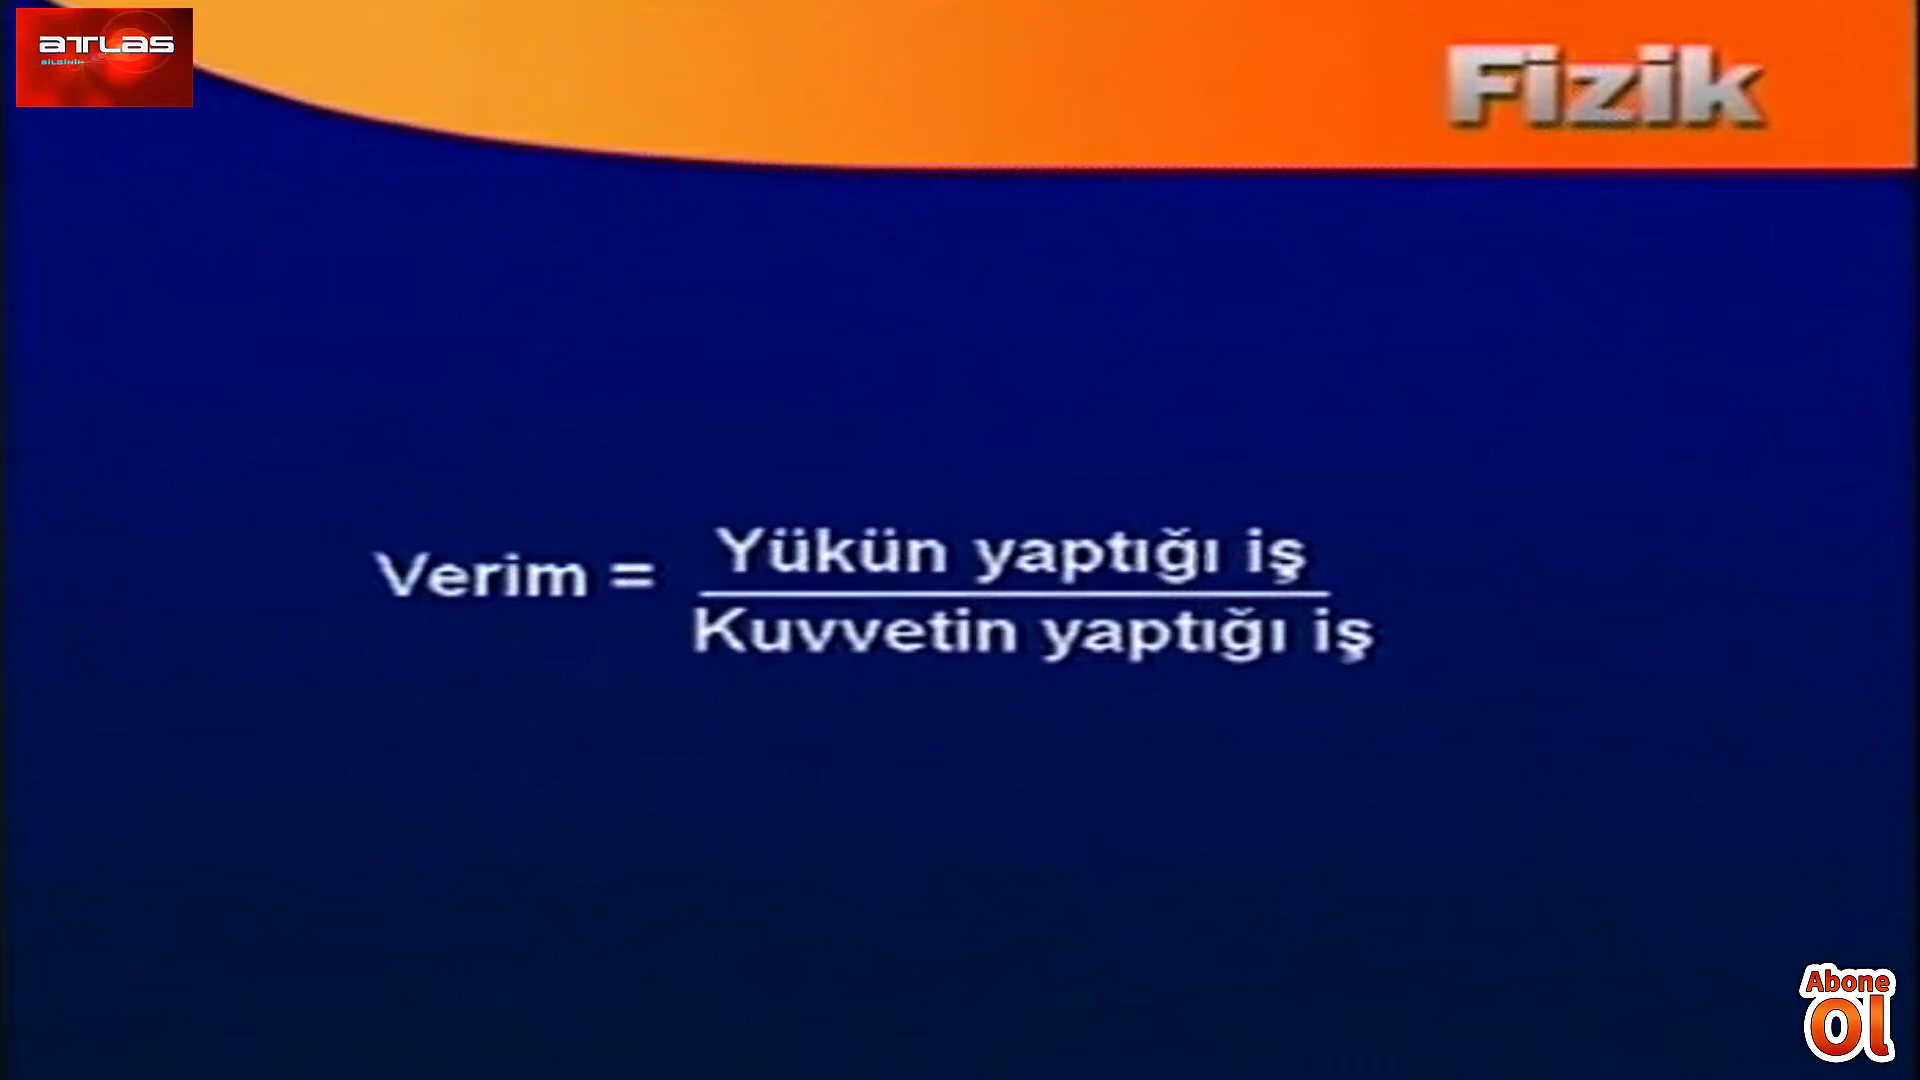 ATLAS
Fizik
Verim = Yükün yaptığı iş
Kuvvetin yaptığı iş
Abone
Ol